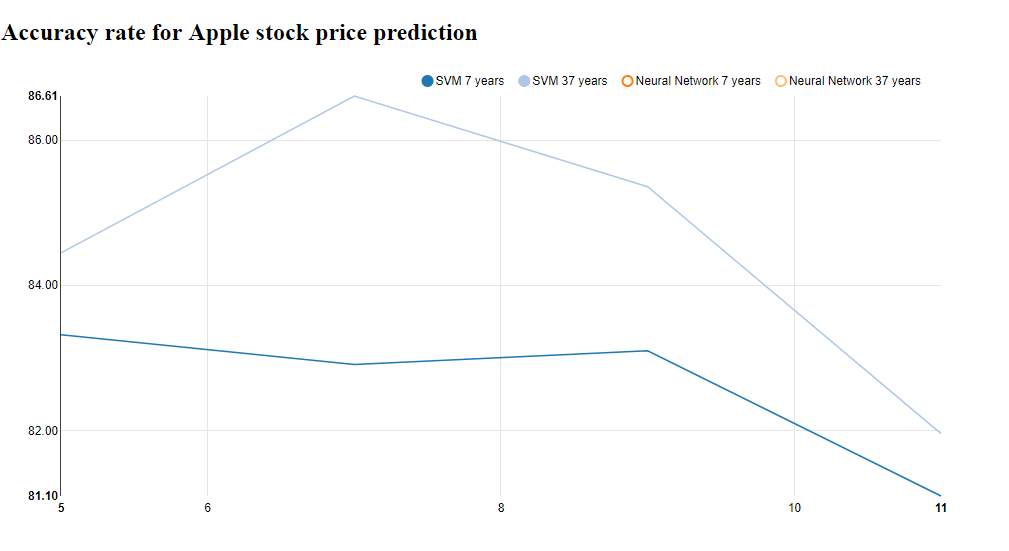 Accuracy rate for Apple stock price prediction
SVM 7 years SVM 37 years Neural Network 7 years Neural Network 37 years
86.61
86.00
84.00
82.00
81.10
5 6 8 10 11